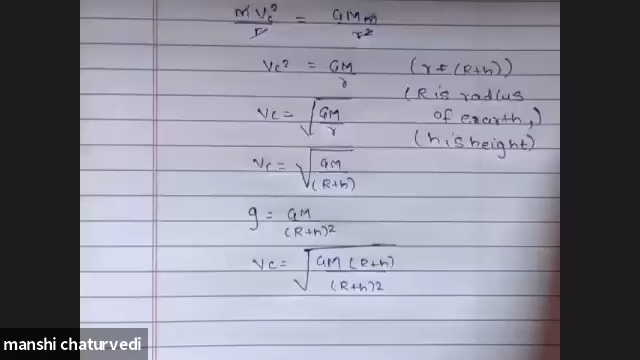 mVc²/r = GMm/r²
Vc² = GM/r (r = (R+h))
(R is radius
Vc = √GM/r of erarth,)
(h is height)
Vc = √GM/(R+h)
g = GM/(R+h)2
Vc = √GM(R+h)/(R+h)2
manshi chaturvedi